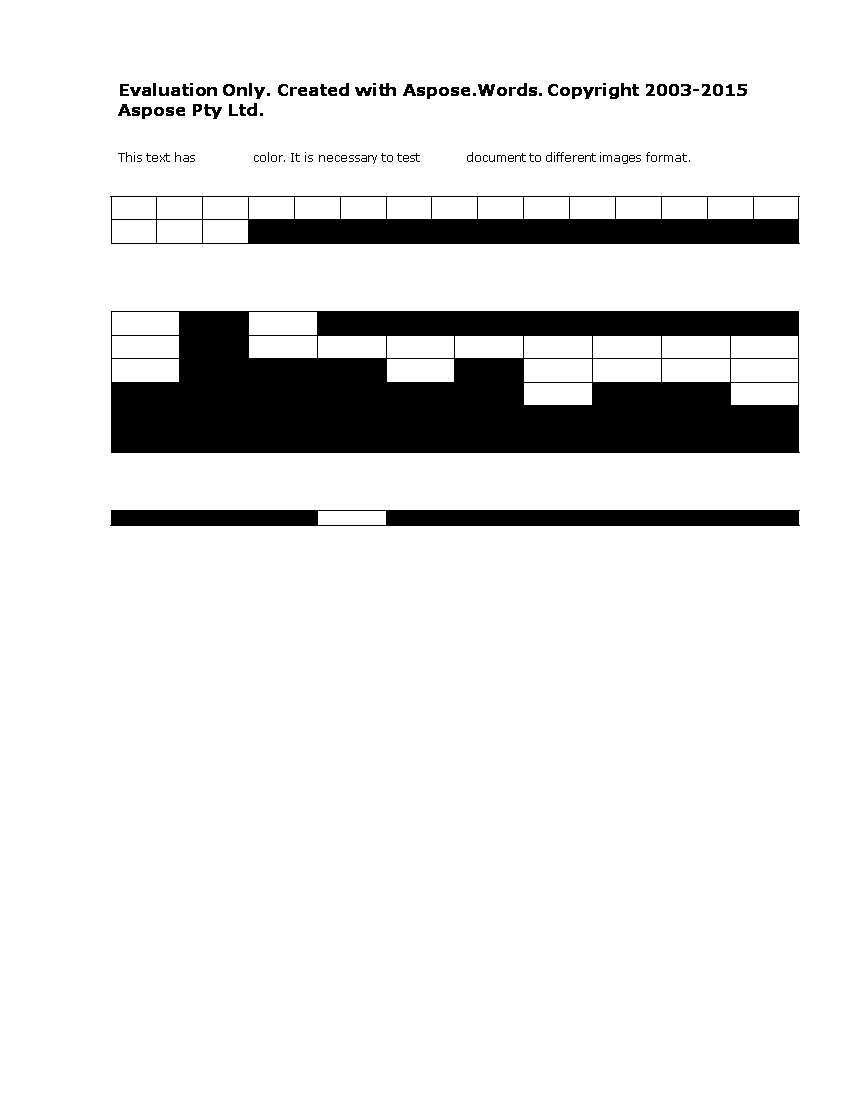 Evaluation Only. Created with Aspose.Words. Copyright 2003-2015
Aspose Pty Ltd.
This text has color. It is necessary to test document to different images format.